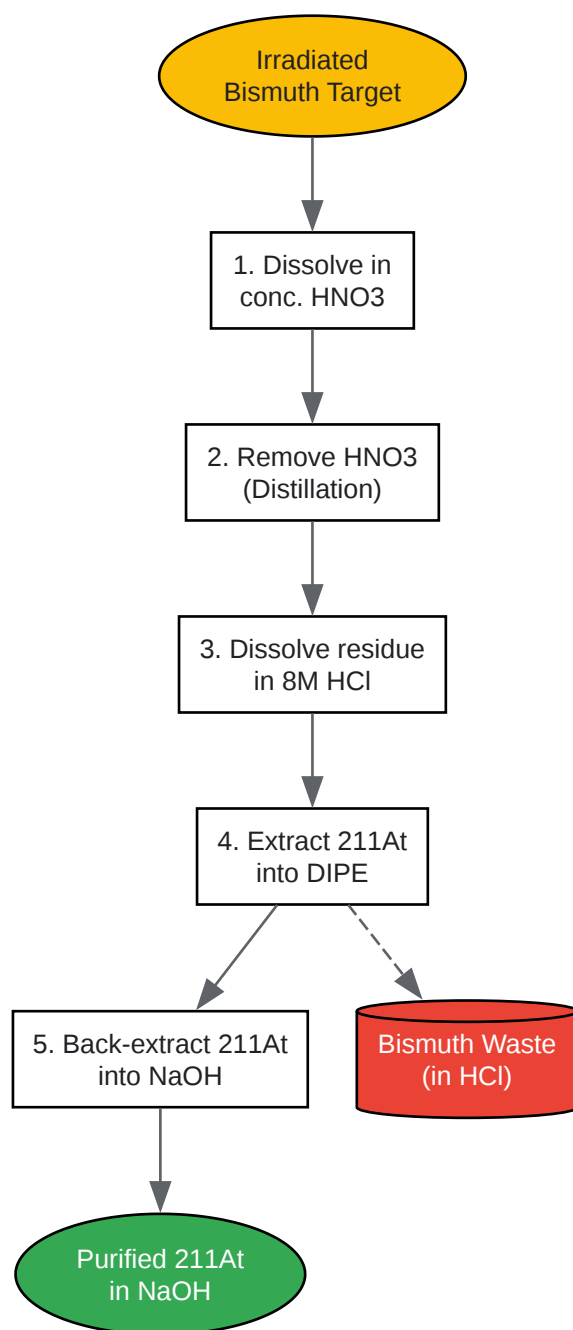 Irradiated
Bismuth Target
1. Dissolve in
conc. HNO3
2. Remove HNO3
(Distillation)
3. Dissolve residue
in 8M HCl
4. Extract 211At
into DIPE
5. Back-extract 211At
into NaOH
Bismuth Waste
(in HCl)
Purified 211At
in NaOH